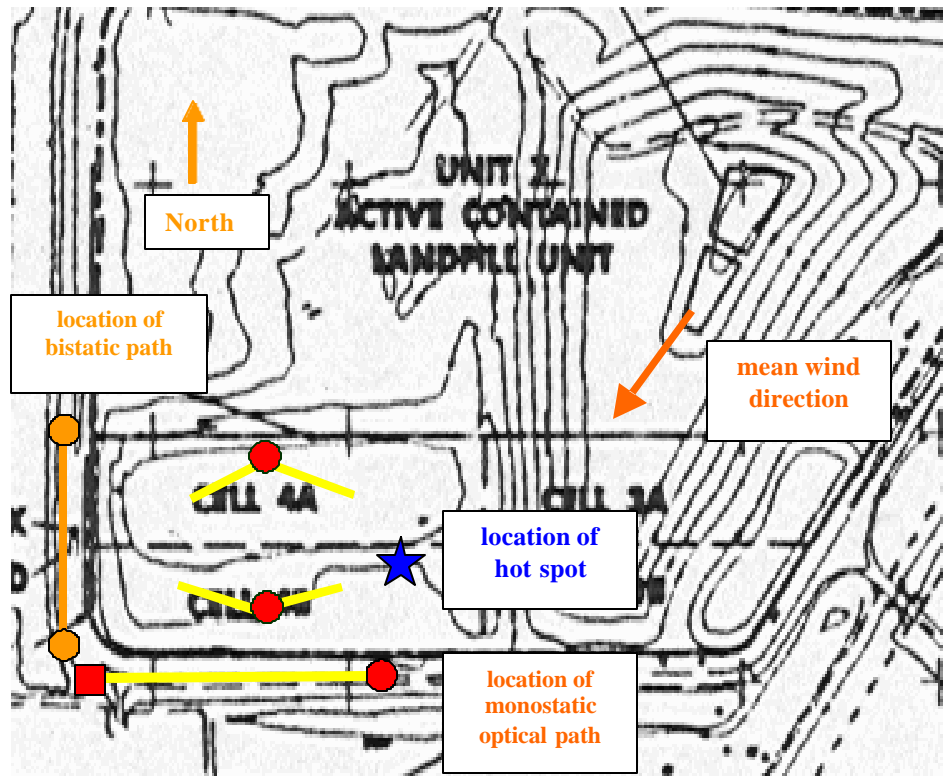 UNIT 2
ACTIVE CONTAINED
LANDFILL UNIT
North
location of
bistatic path
mean wind
direction
CELL 4A
CELL 3A
location of
hot spot
location of
monostatic
optical path